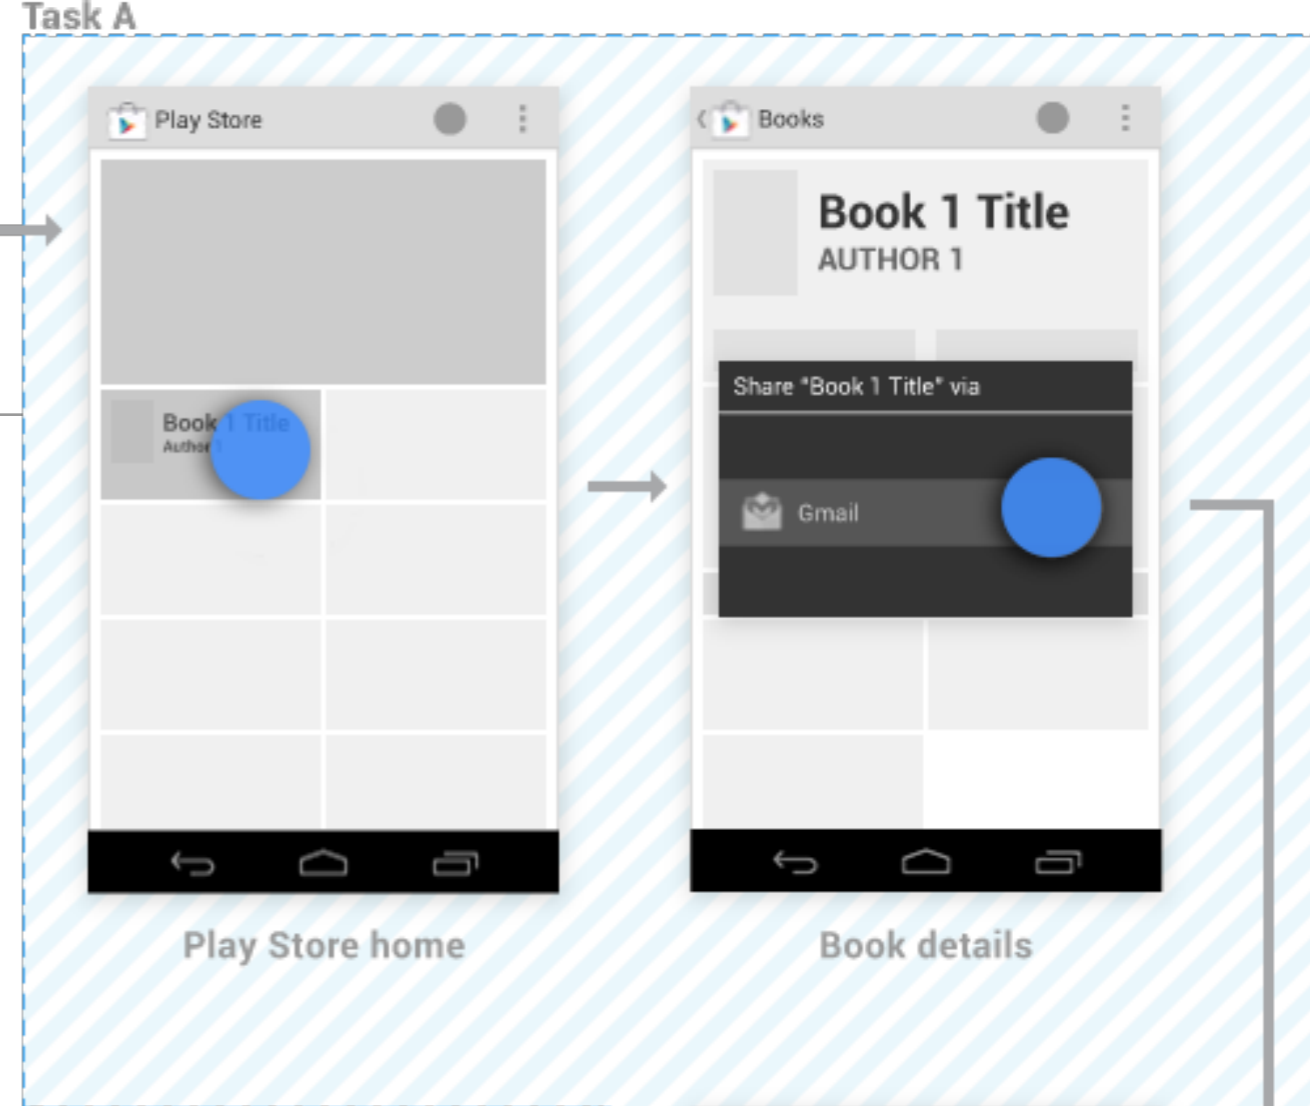 Task A
Play Store
Book 1 Title
Author 1
Play Store home
Books
Book 1 Title
AUTHOR 1
Share "Book 1 Title" via
Gmail
Book details